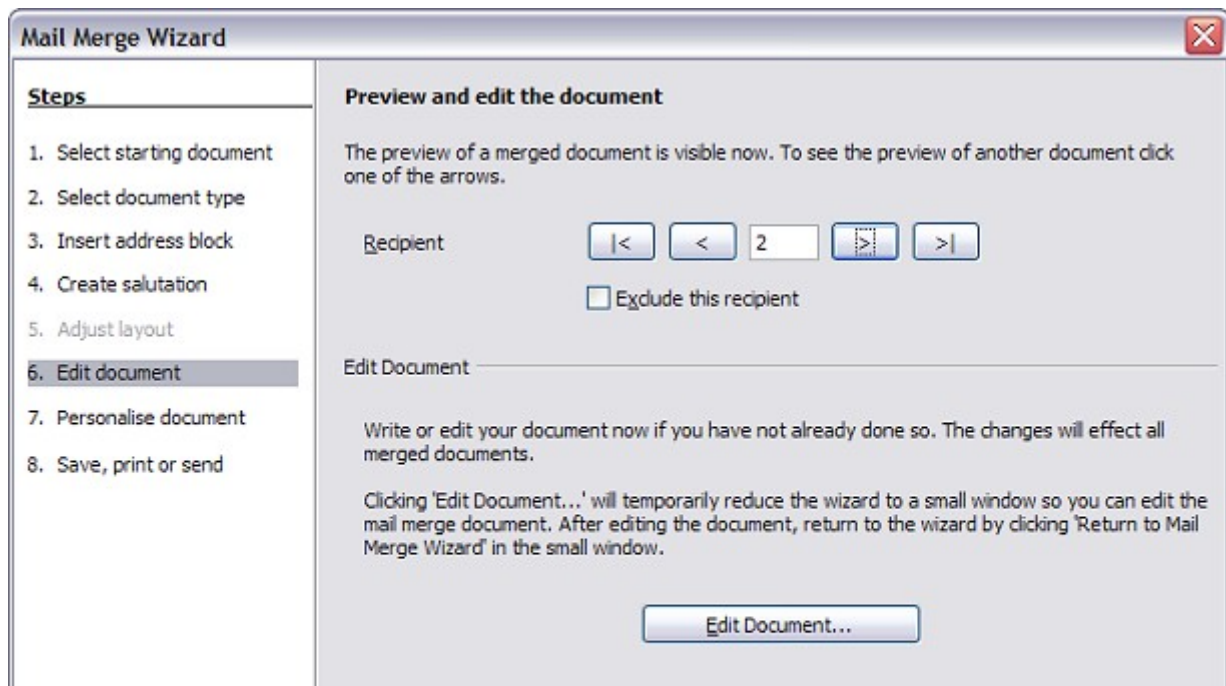 Mail Merge Wizard
Steps
1. Select starting document
2. Select document type
3. Insert address block
4. Create salutation
5. Adjust layout
6. Edit document
7. Personalise document
8. Save, print or send
Preview and edit the document
The preview of a merged document is visible now. To see the preview of another document click
one of the arrows.
Recipient |< < 2 > >|
Exclude this recipient
Edit Document
Write or edit your document now if you have not already done so. The changes will effect all
merged documents.
Clicking 'Edit Document...' will temporarily reduce the wizard to a small window so you can edit the
mail merge document. After editing the document, return to the wizard by clicking 'Return to Mail
Merge Wizard' in the small window.
Edit Document...